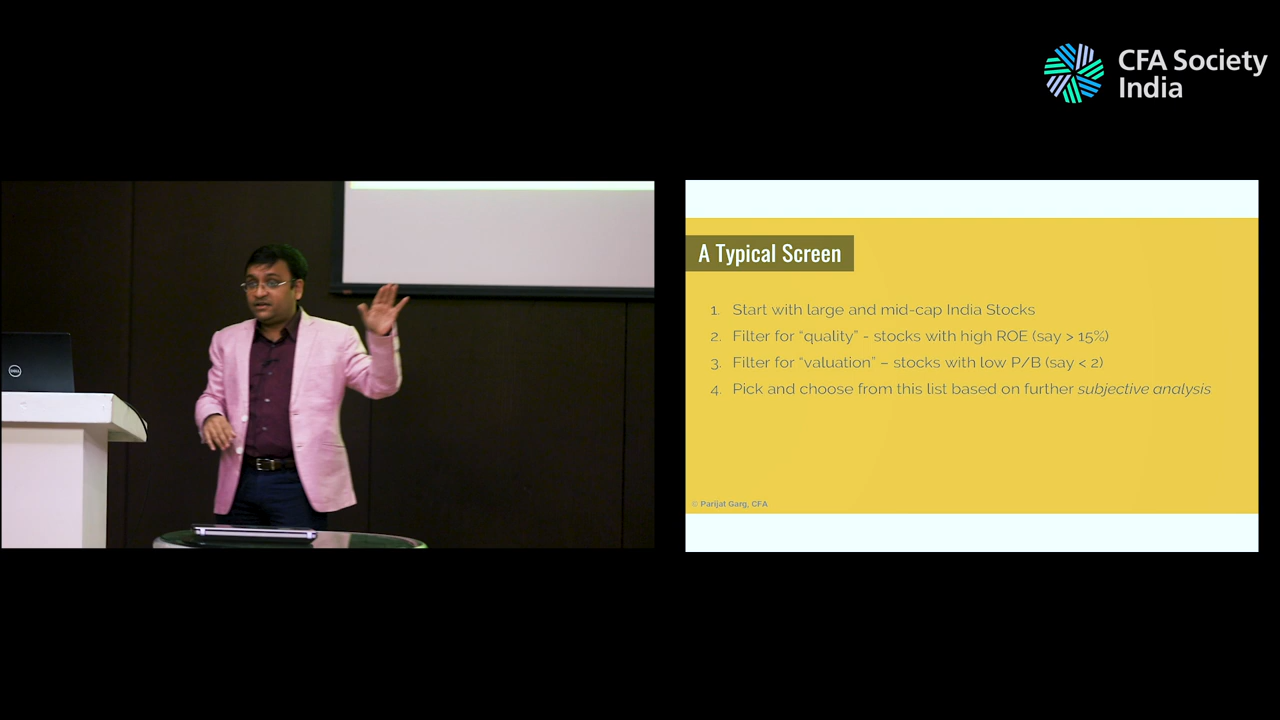 CFA Society
India
A Typical Screen
1. Start with large and mid-cap India Stocks
2. Filter for “quality” - stocks with high ROE (say > 15%)
3. Filter for “valuation” – stocks with low P/B (say < 2)
4. Pick and choose from this list based on further subjective analysis
© Parijat Garg, CFA
DELL